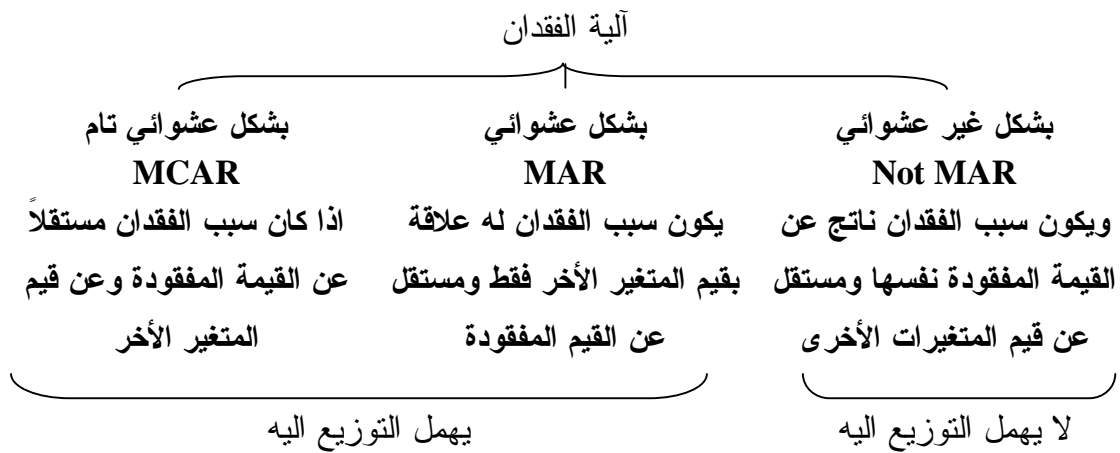 آلية الفقدان
بشكل غير عشوائي
Not MAR
ويكون سبب الفقدان ناتج عن
القيمة المفقودة نفسها ومستقل
عن قيم المتغيرات الأخرى
بشكل عشوائي
MAR
يكون سبب الفقدان له علاقة
بقيم المتغير الأخر فقط ومستقل
عن القيم المفقودة
بشكل عشوائي تام
MCAR
اذا كان سبب الفقدان مستقلاً
عن القيمة المفقودة وعن قيم
المتغير الأخر
لا يهمل التوزيع اليه
يهمل التوزيع اليه